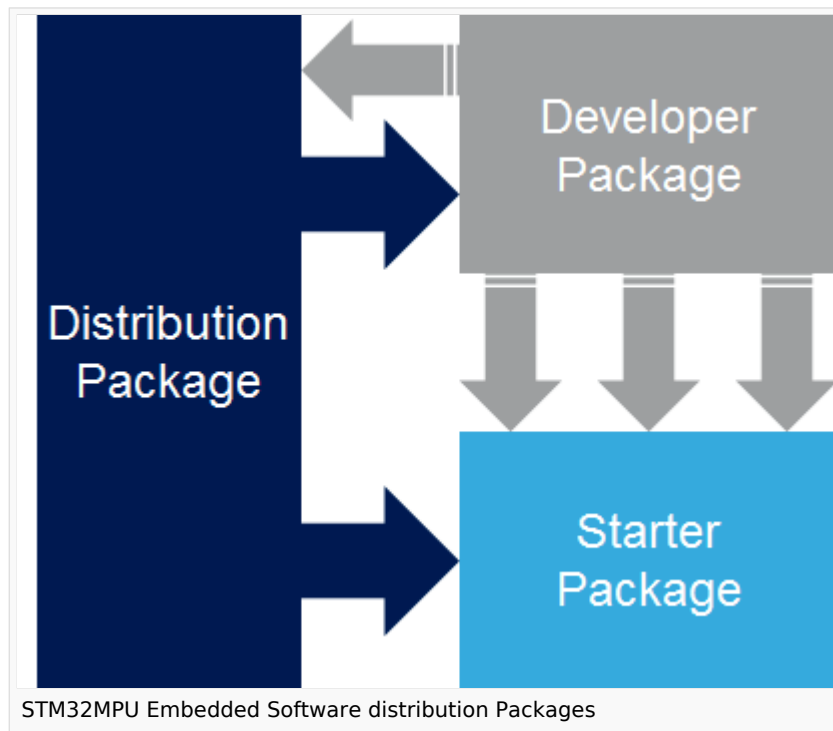 Developer
Package
Distribution
Package
Starter
Package
STM32MPU Embedded Software distribution Packages